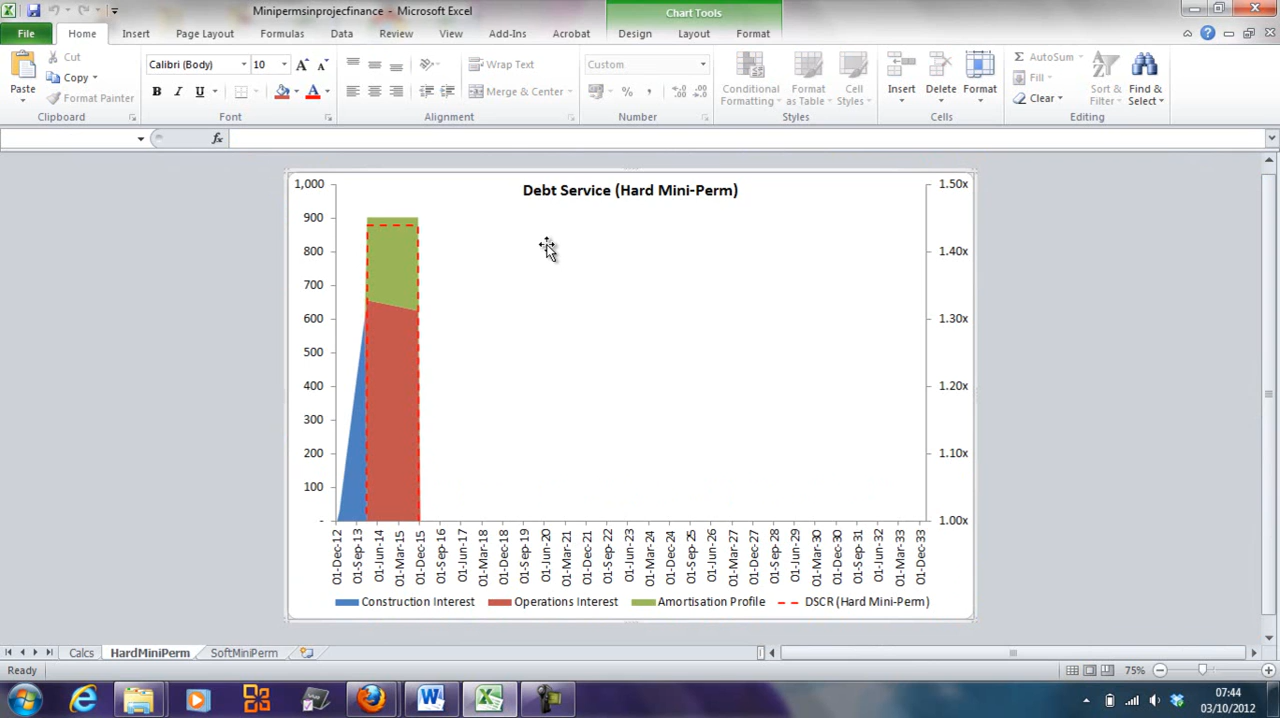 Minipermsinprojecfinance - Microsoft Excel
Chart Tools
File Home Insert Page Layout Formulas Data Review View Add-Ins Acrobat Design Layout Format
Cut
Copy
Format Painter
Paste
Clipboard
Calibri (Body) 10
B I U
Font
Wrap Text
Merge & Center
Alignment
Custom
Number
Conditional Formatting
Format as Table
Cell Styles
Styles
Insert Delete Format
Cells
AutoSum
Fill
Clear
Sort & Filter
Find & Select
Editing
fx
Debt Service (Hard Mini-Perm)
1,000
900
800
700
600
500
400
300
200
100
-
1.50x
1.40x
1.30x
1.20x
1.10x
1.00x
01-Dec-12
01-Sep-13
01-Jun-14
01-Mar-15
01-Dec-15
01-Sep-16
01-Jun-17
01-Mar-18
01-Dec-18
01-Sep-19
01-Jun-20
01-Mar-21
01-Dec-21
01-Sep-22
01-Jun-23
01-Mar-24
01-Dec-24
01-Sep-25
01-Jun-26
01-Mar-27
01-Dec-27
01-Sep-28
01-Jun-29
01-Mar-30
01-Dec-30
01-Sep-31
01-Jun-32
01-Mar-33
01-Dec-33
Construction Interest Operations Interest Amortisation Profile DSCR (Hard Mini-Perm)
Calcs HardMiniPerm SoftMiniPerm
Ready
75%
07:44
03/10/2012